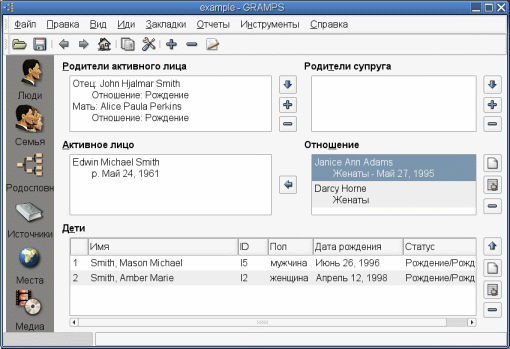 example - GRAMPS
Файл Правка Вид Иди Закладки Отчеты Инструменты Справка
Люди
Семья
Родословн
Источники
Места
Медиа
Родители активного лица
Отец: John Hjalmar Smith
Отношение: Рождение
Мать: Alice Paula Perkins
Отношение: Рождение
Родители супруга
Активное лицо
Edwin Michael Smith
р. Май 24, 1961
Отношение
Janice Ann Adams
Женаты - Май 27, 1995
Darcy Horne
Женаты
Дети
Имя ID Пол Дата рождения Статус
1 Smith, Mason Michael I5 мужчина Июнь 26, 1996 Рождение/Рожд
2 Smith, Amber Marie I2 женщина Апрель 12, 1998 Рождение/Рожд